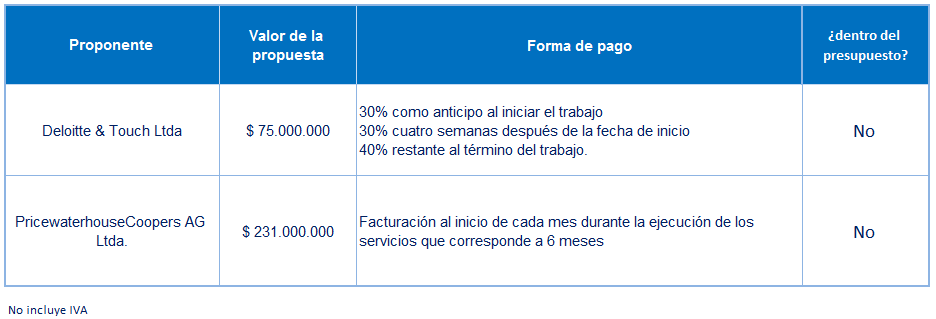 Proponente
Valor de la
propuesta
Forma de pago
¿dentro del
presupuesto?
Deloitte & Touch Ltda
$ 75.000.000
30% como anticipo al iniciar el trabajo
30% cuatro semanas después de la fecha de inicio
40% restante al término del trabajo.
No
PricewaterhouseCoopers AG
Ltda.
$ 231.000.000
Facturación al inicio de cada mes durante la ejecución de los
servicios que corresponde a 6 meses
No
No incluye IVA